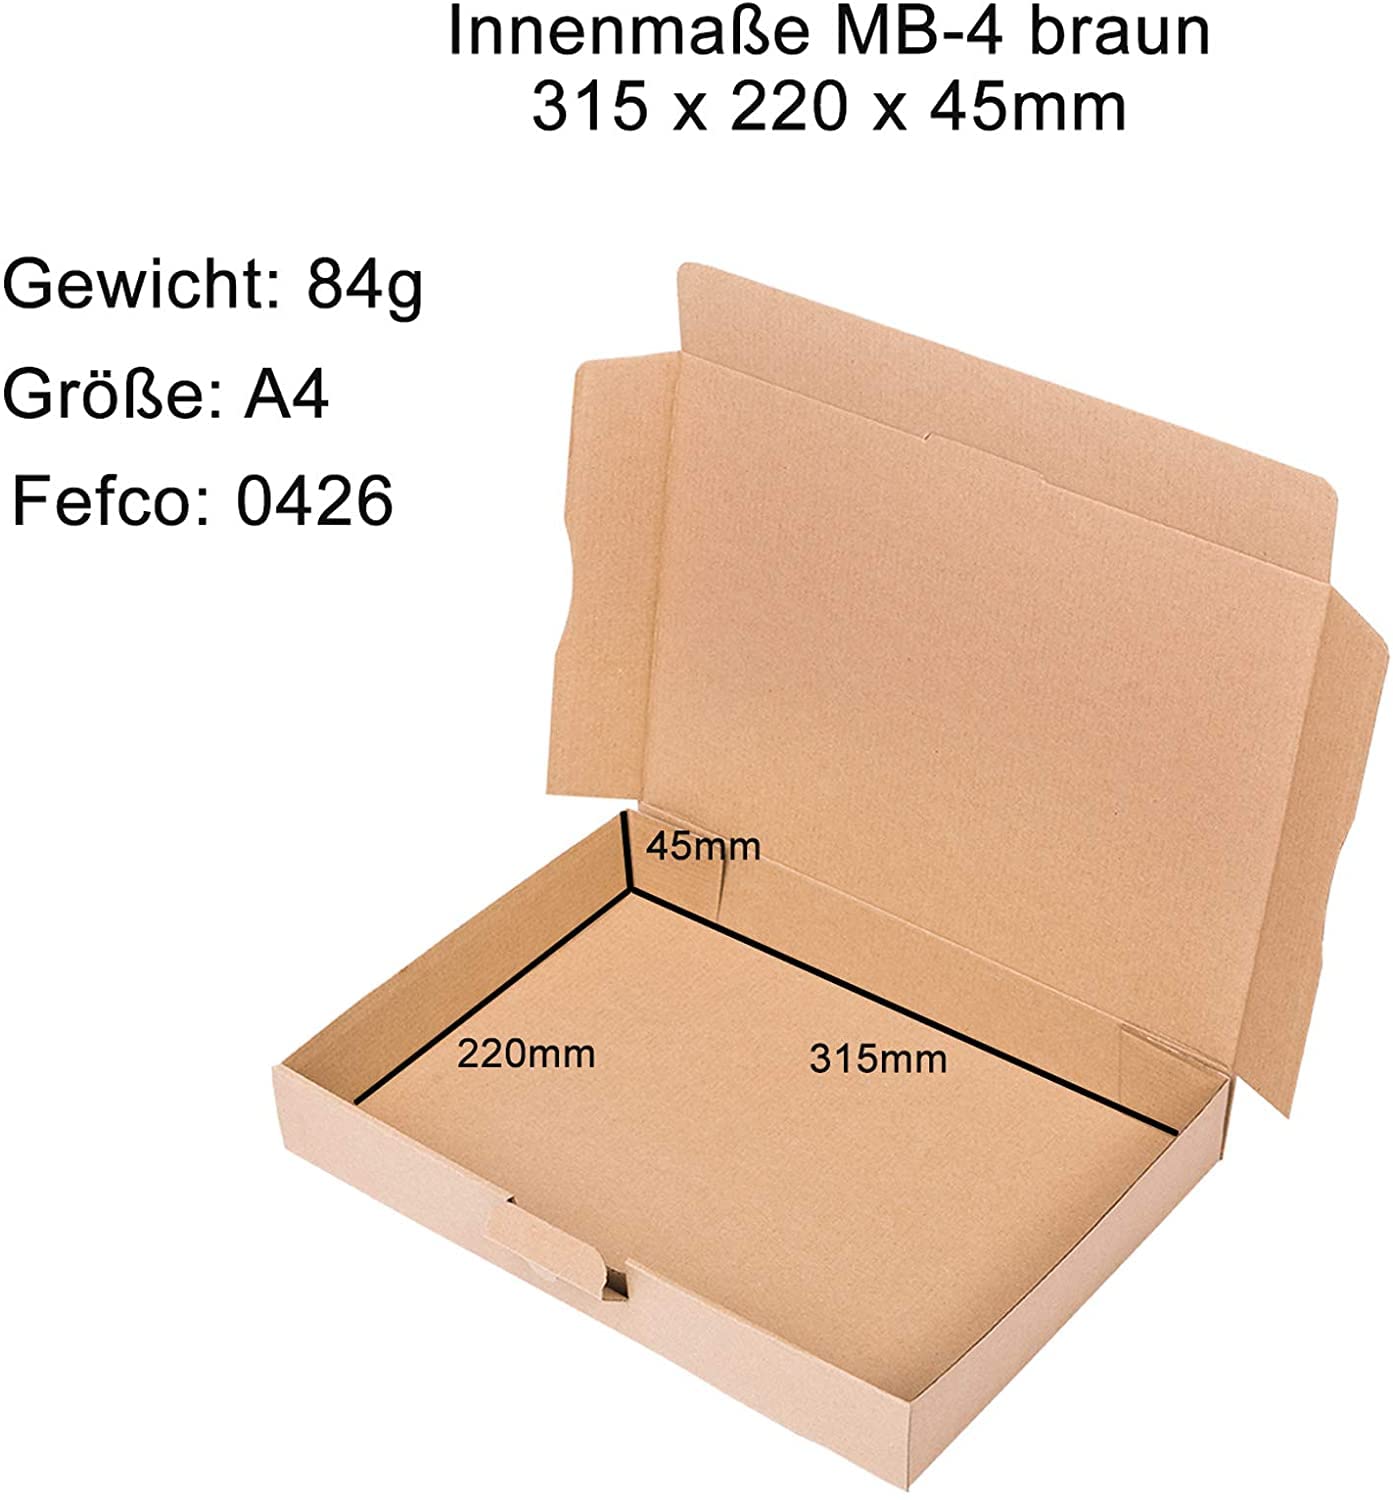 Innenmaße MB-4 braun
315 x 220 x 45mm
Gewicht: 84g
Größe: A4
Fefco: 0426
45mm
220mm
315mm